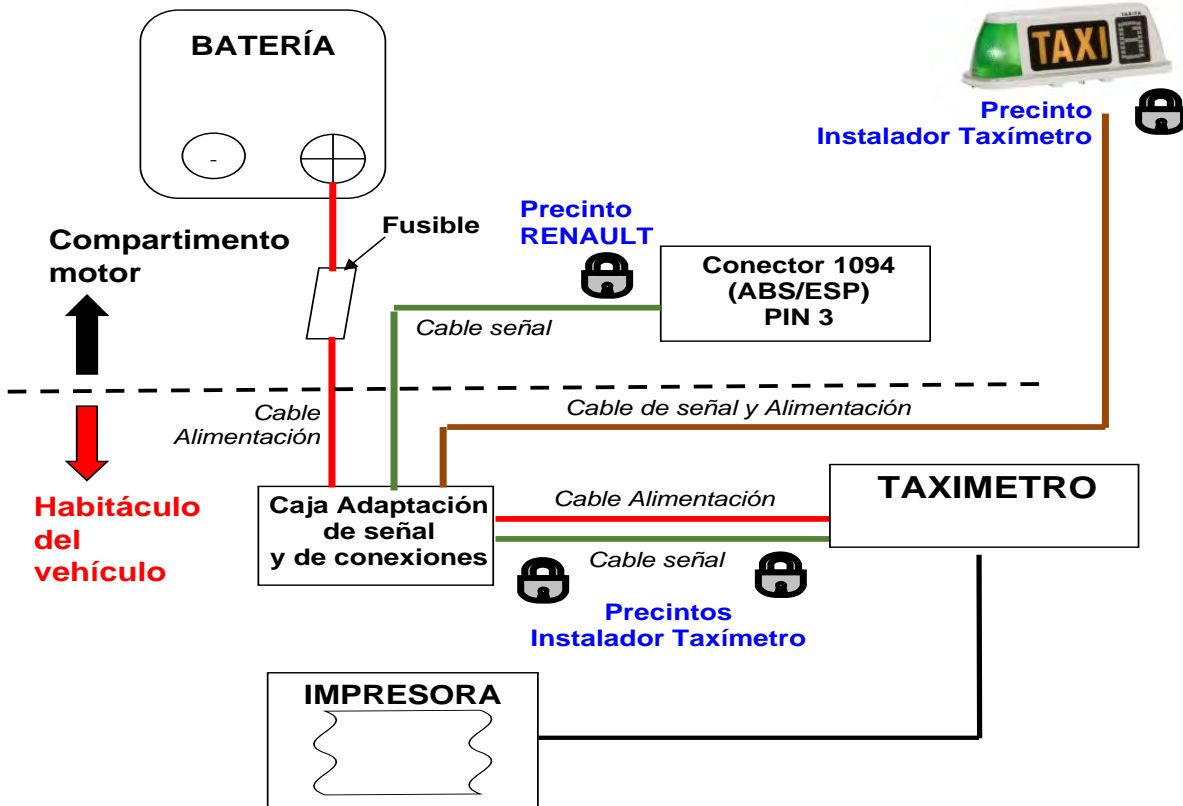 BATERÍA
-
TARIFA
TAXI
Precinto
Instalador Taxímetro
Fusible
Compartimento
motor
Precinto
RENAULT
Conector 1094
(ABS/ESP)
PIN 3
Cable señal
Cable
Alimentación
Cable de señal y Alimentación
Habitáculo
del
vehículo
Caja Adaptación
de señal
y de conexiones
Cable Alimentación
Cable señal
TAXIMETRO
Precintos
Instalador Taxímetro
IMPRESORA